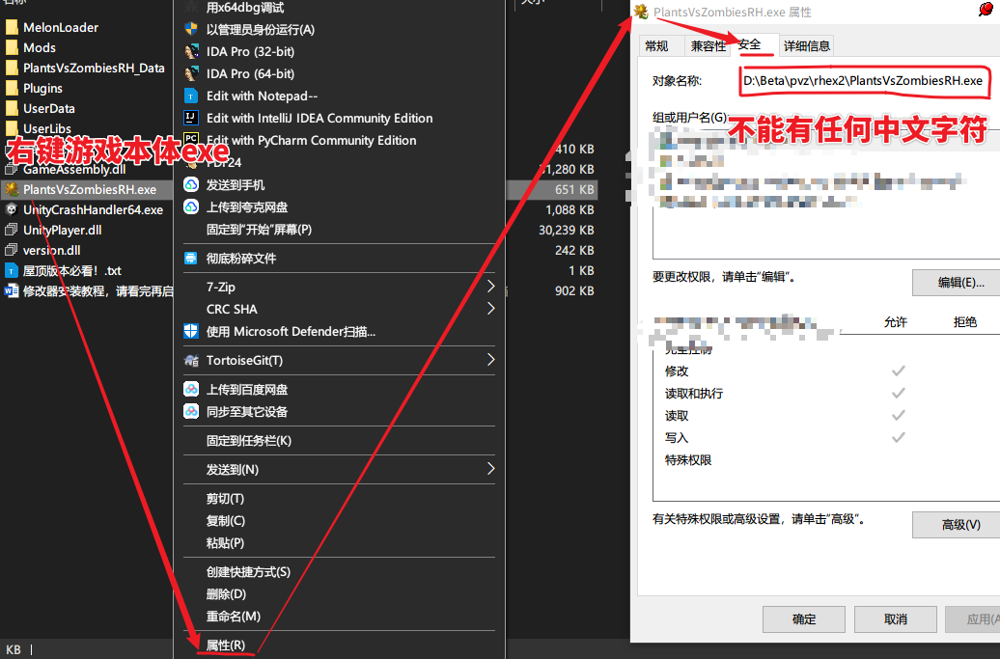 MelonLoader
Mods
PlantsVsZombiesRH_Data
Plugins
UserData
UserLibs
右键游戏本体exe
GameAssembly.dll
PlantsVsZombiesRH.exe
UnityCrashHandler64.exe
UnityPlayer.dll
version.dll
屋顶版本必看！.txt
修改器安装教程，请看完再启
KB
用x64dbg调试
以管理员身份运行(A)
IDA Pro (32-bit)
IDA Pro (64-bit)
Edit with Notepad--
Edit with IntelliJ IDEA Community Edition
Edit with PyCharm Community Edition
发送到手机
上传到夸克网盘
固定到"开始"屏幕(P)
彻底粉碎文件
7-Zip
CRC SHA
使用 Microsoft Defender扫描...
TortoiseGit(T)
上传到百度网盘
同步至其它设备
固定到任务栏(K)
发送到(N)
剪切(T)
复制(C)
粘贴(P)
创建快捷方式(S)
删除(D)
重命名(M)
属性(R)
410 KB
1,280 KB
651 KB
1,088 KB
30,239 KB
242 KB
1 KB
902 KB
PlantsVsZombiesRH.exe 属性
常规 兼容性 安全 详细信息
对象名称: D:\Beta\pvz\rhex2\PlantsVsZombiesRH.exe
组或用户名(G):
不能有任何中文字符
要更改权限，请单击"编辑"。
编辑(E)...
允许 拒绝
完全控制
修改
读取和执行
读取
写入
特殊权限
有关特殊权限或高级设置，请单击"高级"。
高级(V)
确定 取消 应用(A